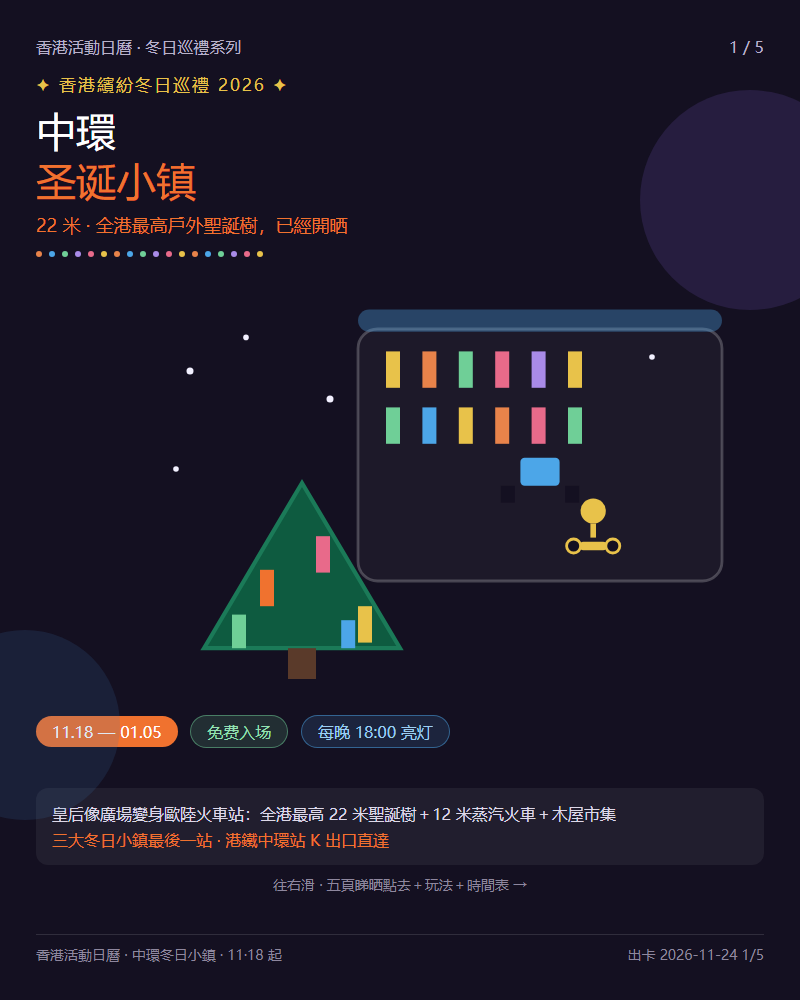 香港活動日曆 · 冬日巡禮系列
1 / 5
✦ 香港繽紛冬日巡禮 2026 ✦
中環
圣诞小镇
22 米 · 全港最高戶外聖誕樹，已經開晒
11.18 — 01.05
免费入场
每晚 18:00 亮灯
皇后像廣場變身歐陸火車站：全港最高 22 米聖誕樹 + 12 米蒸汽火車 + 木屋市集
三大冬日小鎮最後一站 · 港鐵中環站 K 出口直達
往右滑 · 五頁睇晒點去 + 玩法 + 時間表 →
香港活動日曆 · 中環冬日小鎮 · 11·18 起
出卡 2026-11-24 1/5